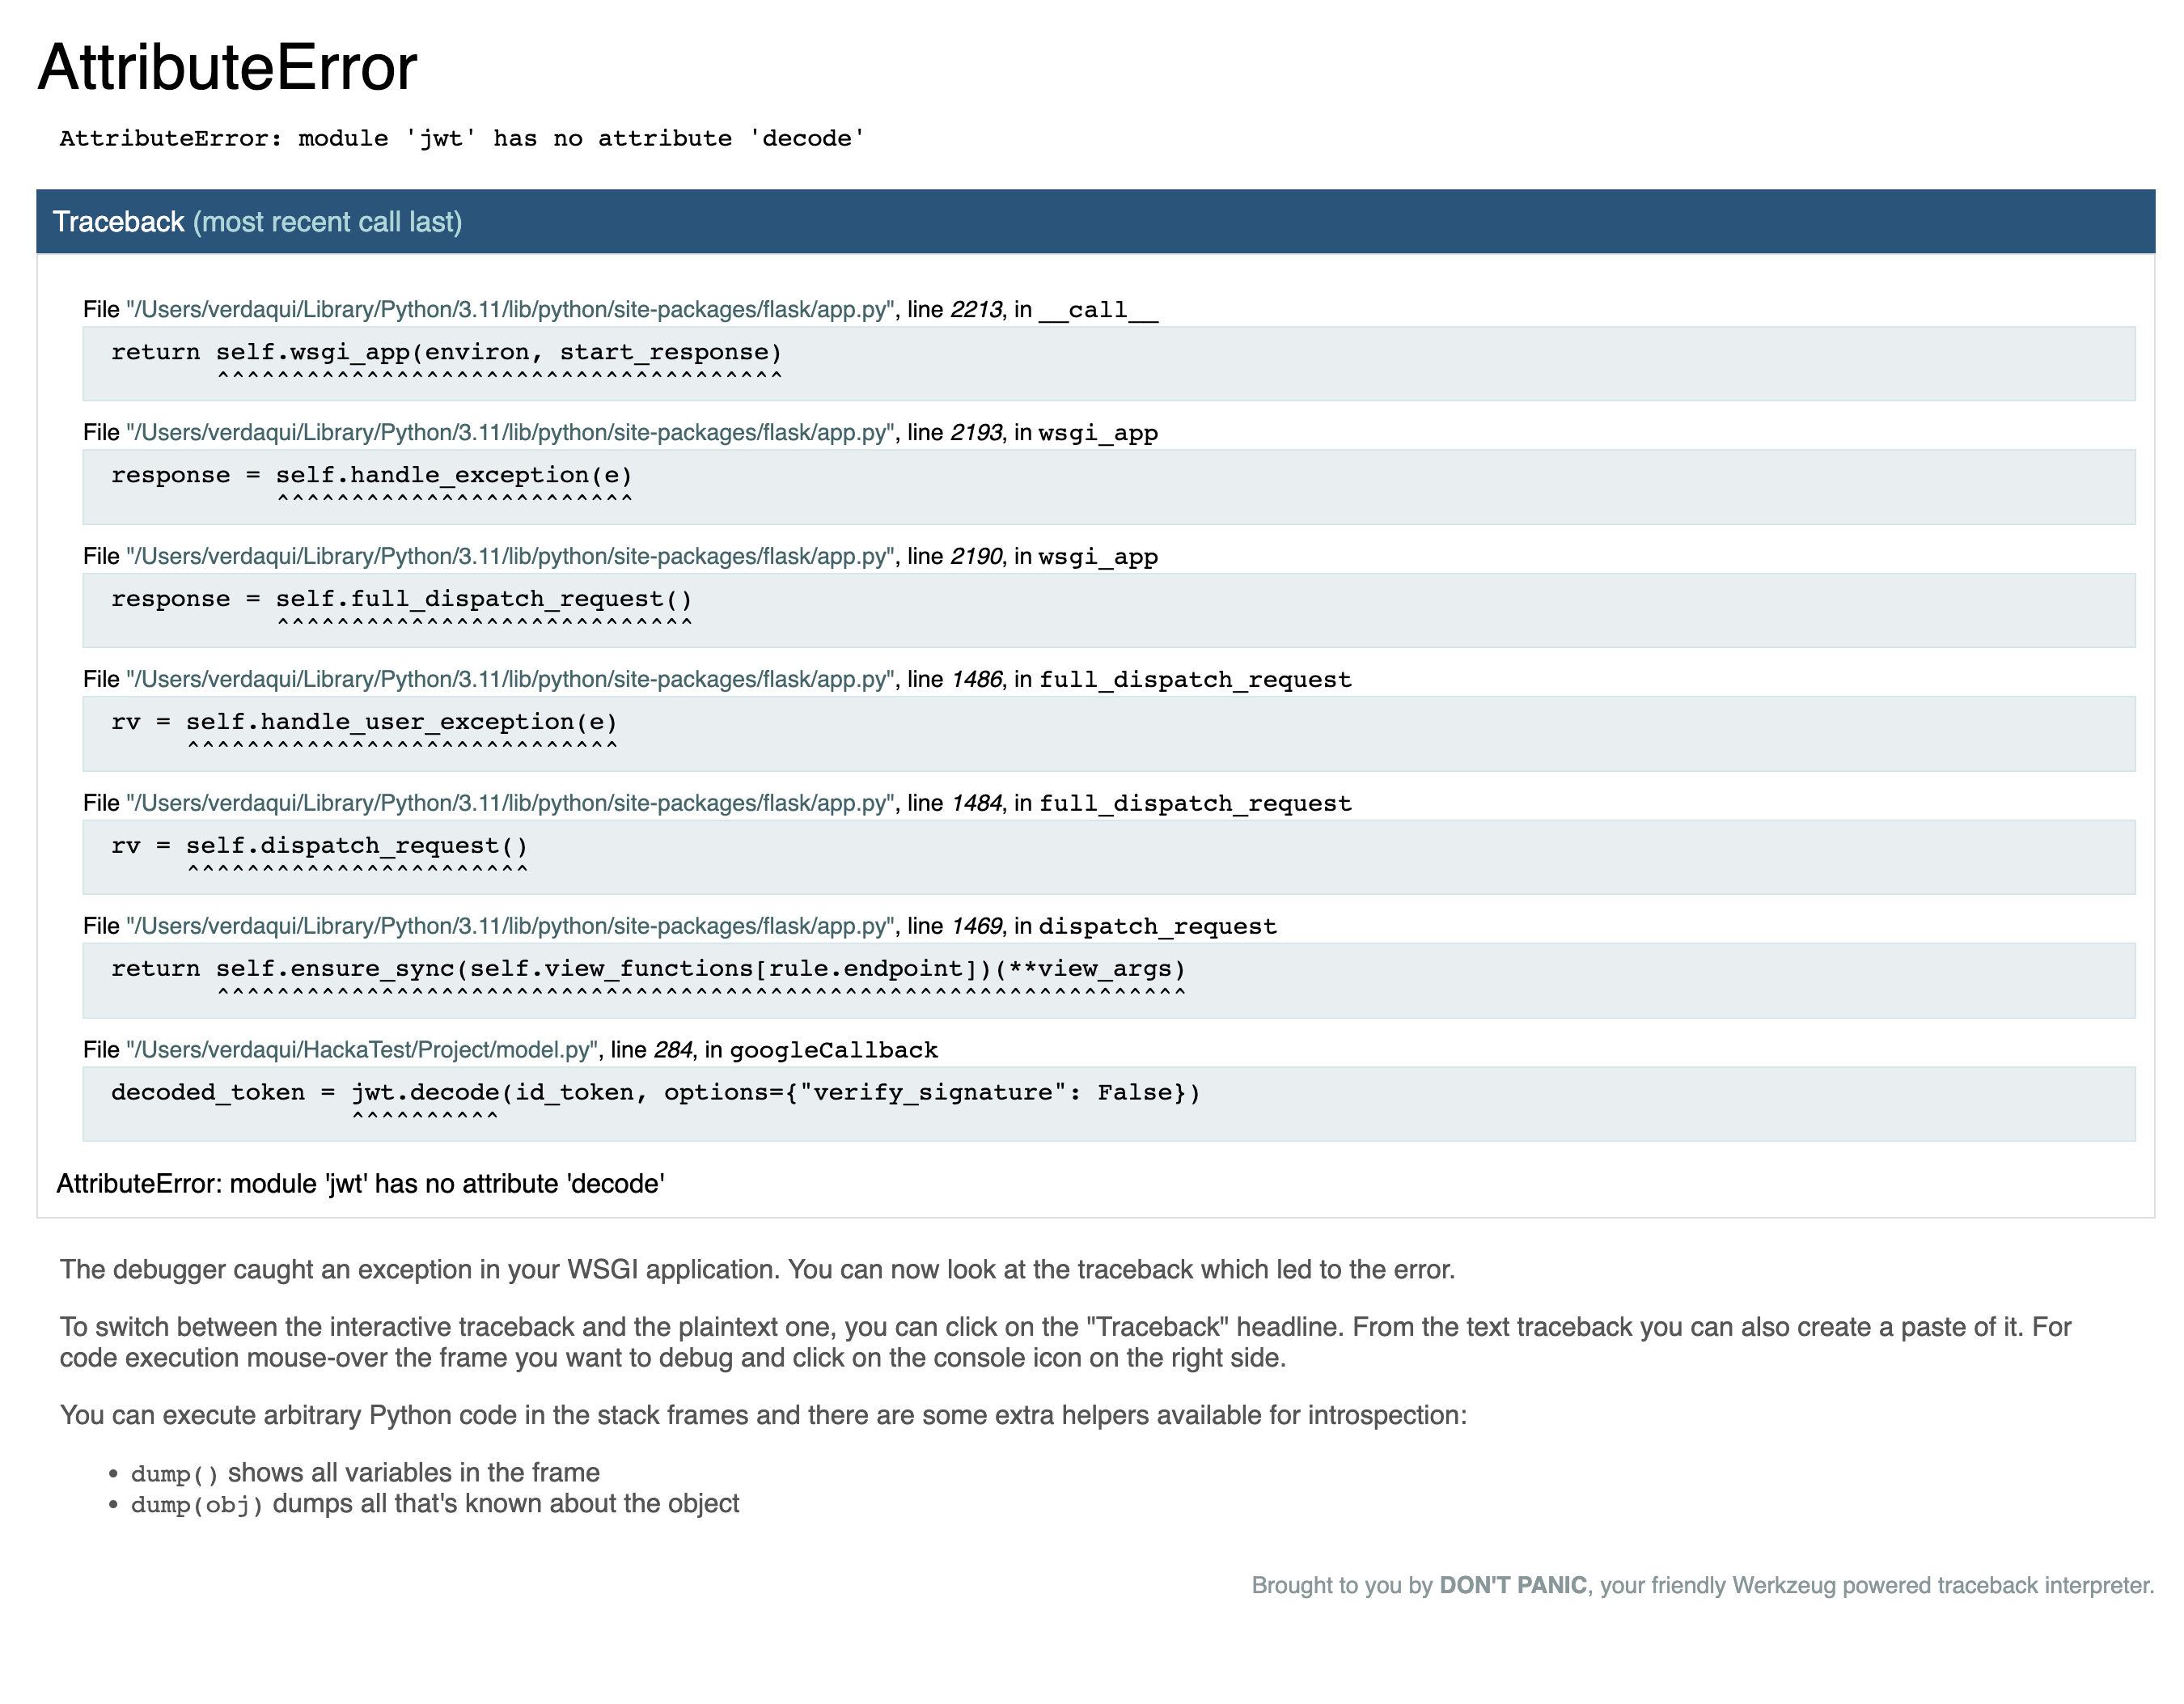 AttributeError
AttributeError: module 'jwt' has no attribute 'decode'
Traceback (most recent call last)
File "/Users/verdaqui/Library/Python/3.11/lib/python/site-packages/flask/app.py", line 2213, in __call__
return self.wsgi_app(environ, start_response)
^^^^^^^^^^^^^^^^^^^^^^^^^^^^^^^^^^^^^^
File "/Users/verdaqui/Library/Python/3.11/lib/python/site-packages/flask/app.py", line 2193, in wsgi_app
response = self.handle_exception(e)
^^^^^^^^^^^^^^^^^^^^^^^^
File "/Users/verdaqui/Library/Python/3.11/lib/python/site-packages/flask/app.py", line 2190, in wsgi_app
response = self.full_dispatch_request()
^^^^^^^^^^^^^^^^^^^^^^^^^^^^
File "/Users/verdaqui/Library/Python/3.11/lib/python/site-packages/flask/app.py", line 1486, in full_dispatch_request
rv = self.handle_user_exception(e)
^^^^^^^^^^^^^^^^^^^^^^^^^^^^^
File "/Users/verdaqui/Library/Python/3.11/lib/python/site-packages/flask/app.py", line 1484, in full_dispatch_request
rv = self.dispatch_request()
^^^^^^^^^^^^^^^^^^^^^^^
File "/Users/verdaqui/Library/Python/3.11/lib/python/site-packages/flask/app.py", line 1469, in dispatch_request
return self.ensure_sync(self.view_functions[rule.endpoint])(**view_args)
^^^^^^^^^^^^^^^^^^^^^^^^^^^^^^^^^^^^^^^^^^^^^^^^^^^^^^^^^^^^^^^^^
File "/Users/verdaqui/HackaTest/Project/model.py", line 284, in googleCallback
decoded_token = jwt.decode(id_token, options={"verify_signature": False})
^^^^^^^^^^
AttributeError: module 'jwt' has no attribute 'decode'
The debugger caught an exception in your WSGI application. You can now look at the traceback which led to the error.
To switch between the interactive traceback and the plaintext one, you can click on the "Traceback" headline. From the text traceback you can also create a paste of it. For
code execution mouse-over the frame you want to debug and click on the console icon on the right side.
You can execute arbitrary Python code in the stack frames and there are some extra helpers available for introspection:
• dump() shows all variables in the frame
• dump(obj) dumps all that's known about the object
Brought to you by DON'T PANIC, your friendly Werkzeug powered traceback interpreter.